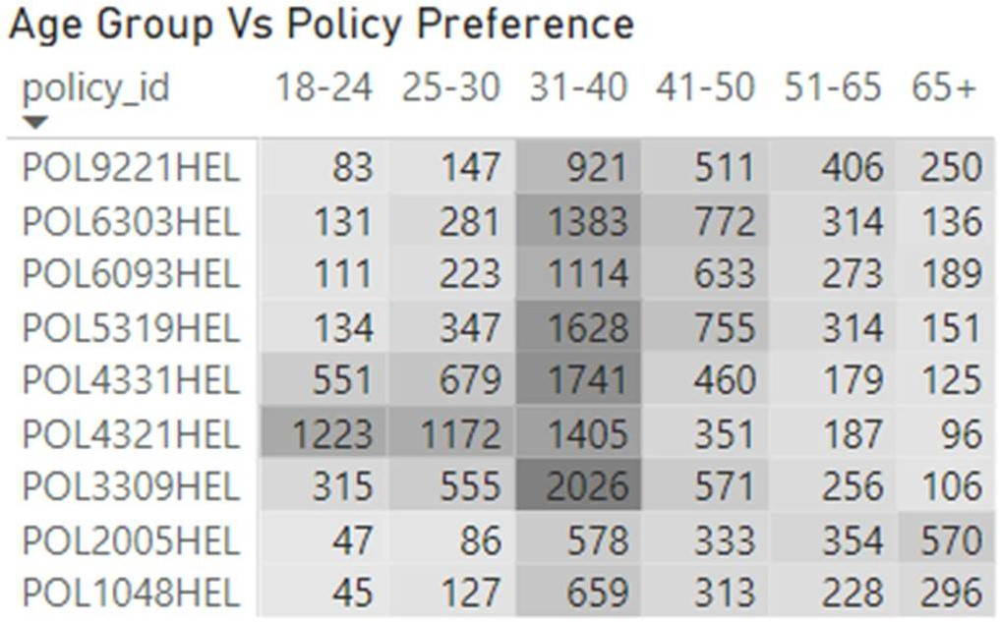 Age Group Vs Policy Preference
policy_id 18-24 25-30 31-40 41-50 51-65 65+
POL9221HEL 83 147 921 511 406 250
POL6303HEL 131 281 1383 772 314 136
POL6093HEL 111 223 1114 633 273 189
POL5319HEL 134 347 1628 755 314 151
POL4331HEL 551 679 1741 460 179 125
POL4321HEL 1223 1172 1405 351 187 96
POL3309HEL 315 555 2026 571 256 106
POL2005HEL 47 86 578 333 354 570
POL1048HEL 45 127 659 313 228 296